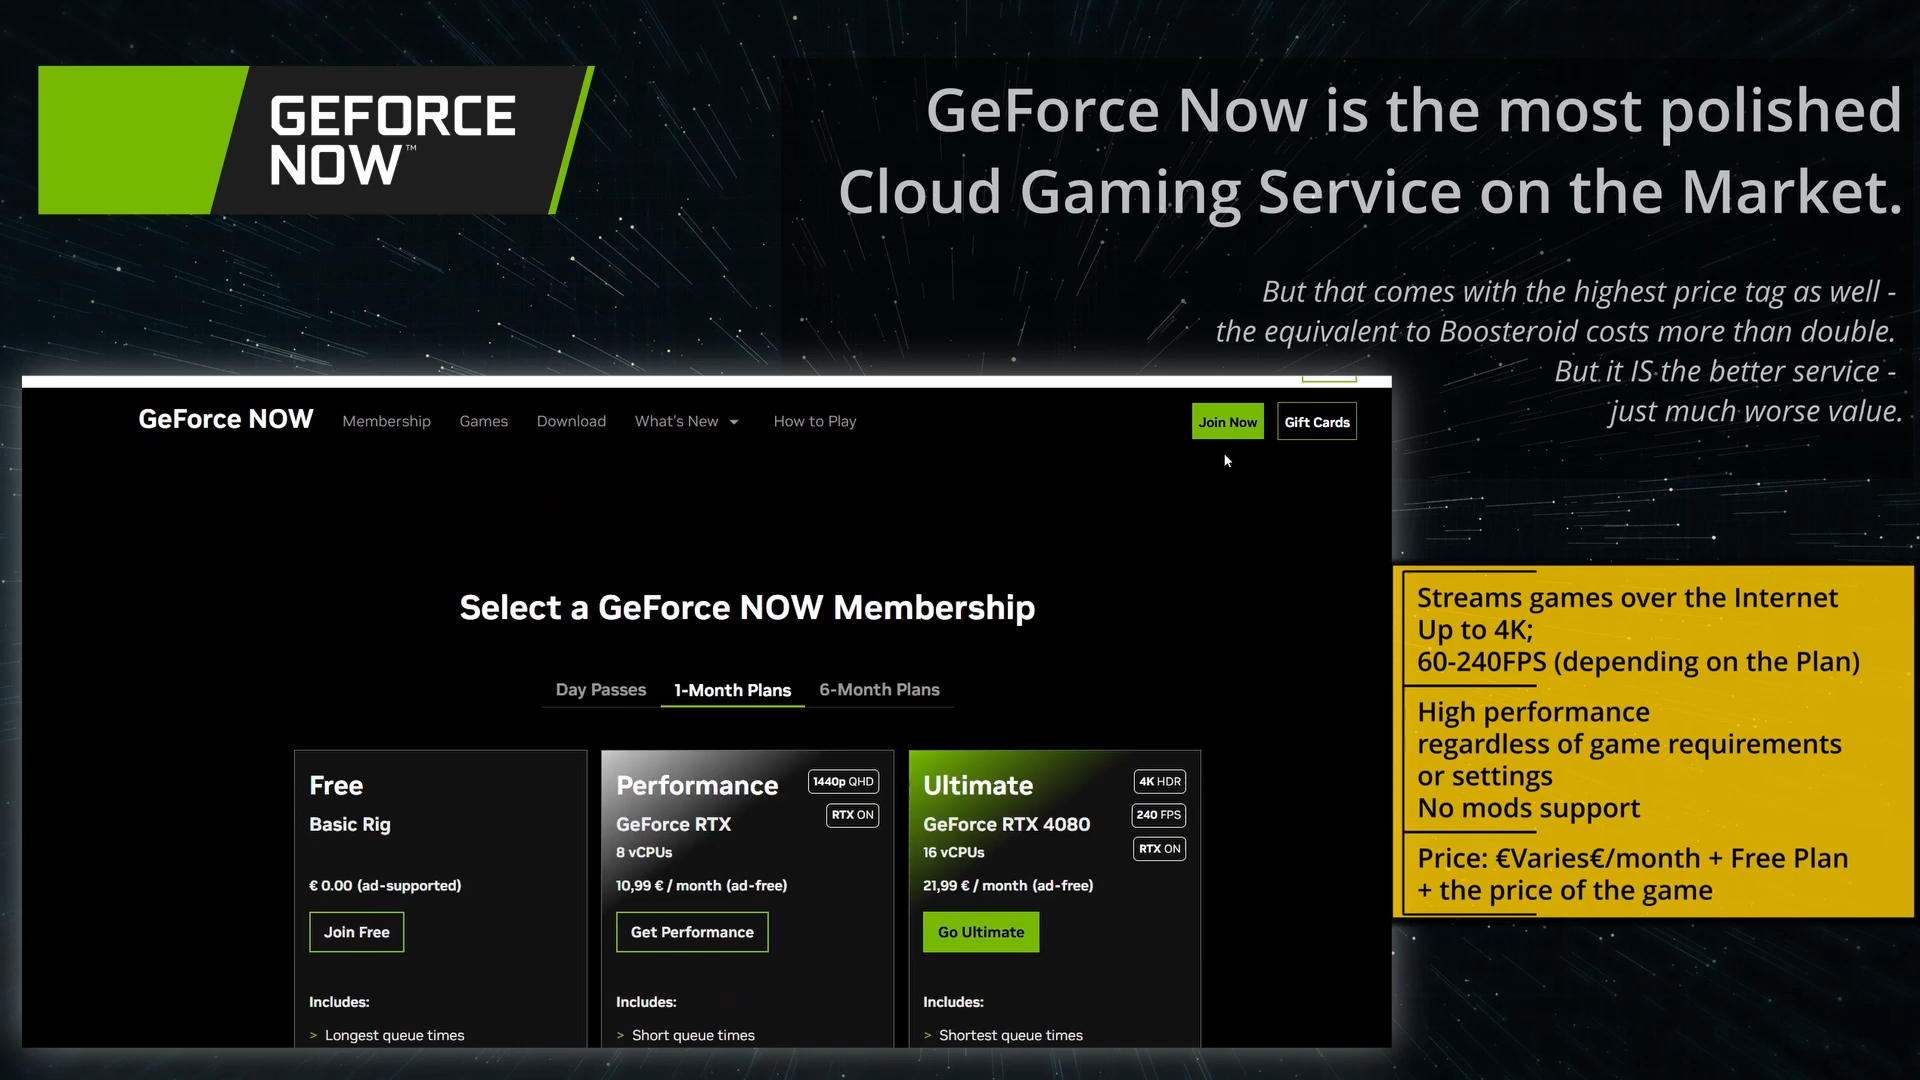 GEFORCE
NOW™
GeForce Now is the most polished
Cloud Gaming Service on the Market.
But that comes with the highest price tag as well -
the equivalent to Boosteroid costs more than double.
But it IS the better service -
just much worse value.
GeForce NOW Membership Games Download What's New How to Play Join Now Gift Cards
Select a GeForce NOW Membership
Day Passes 1-Month Plans 6-Month Plans
Free
Basic Rig
€ 0.00 (ad-supported)
Join Free
Includes:
> Longest queue times
Performance 1440p QHD
RTX ON
GeForce RTX
8 vCPUs
10,99 € / month (ad-free)
Get Performance
Includes:
> Short queue times
Ultimate 4K HDR
240 FPS
GeForce RTX 4080
16 vCPUs RTX ON
21,99 € / month (ad-free)
Go Ultimate
Includes:
> Shortest queue times
Streams games over the Internet
Up to 4K;
60-240FPS (depending on the Plan)
High performance
regardless of game requirements
or settings
No mods support
Price: €Varies€/month + Free Plan
+ the price of the game